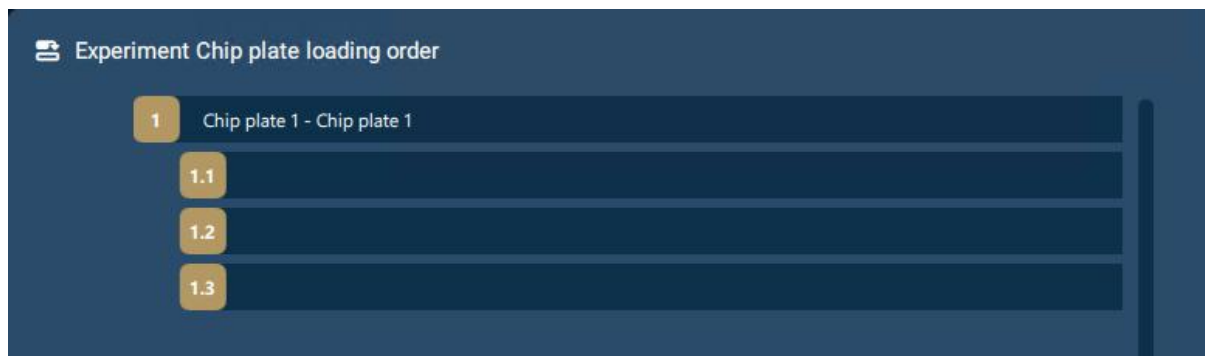 Experiment Chip plate loading order
1 Chip plate 1 - Chip plate 1
1.1
1.2
1.3